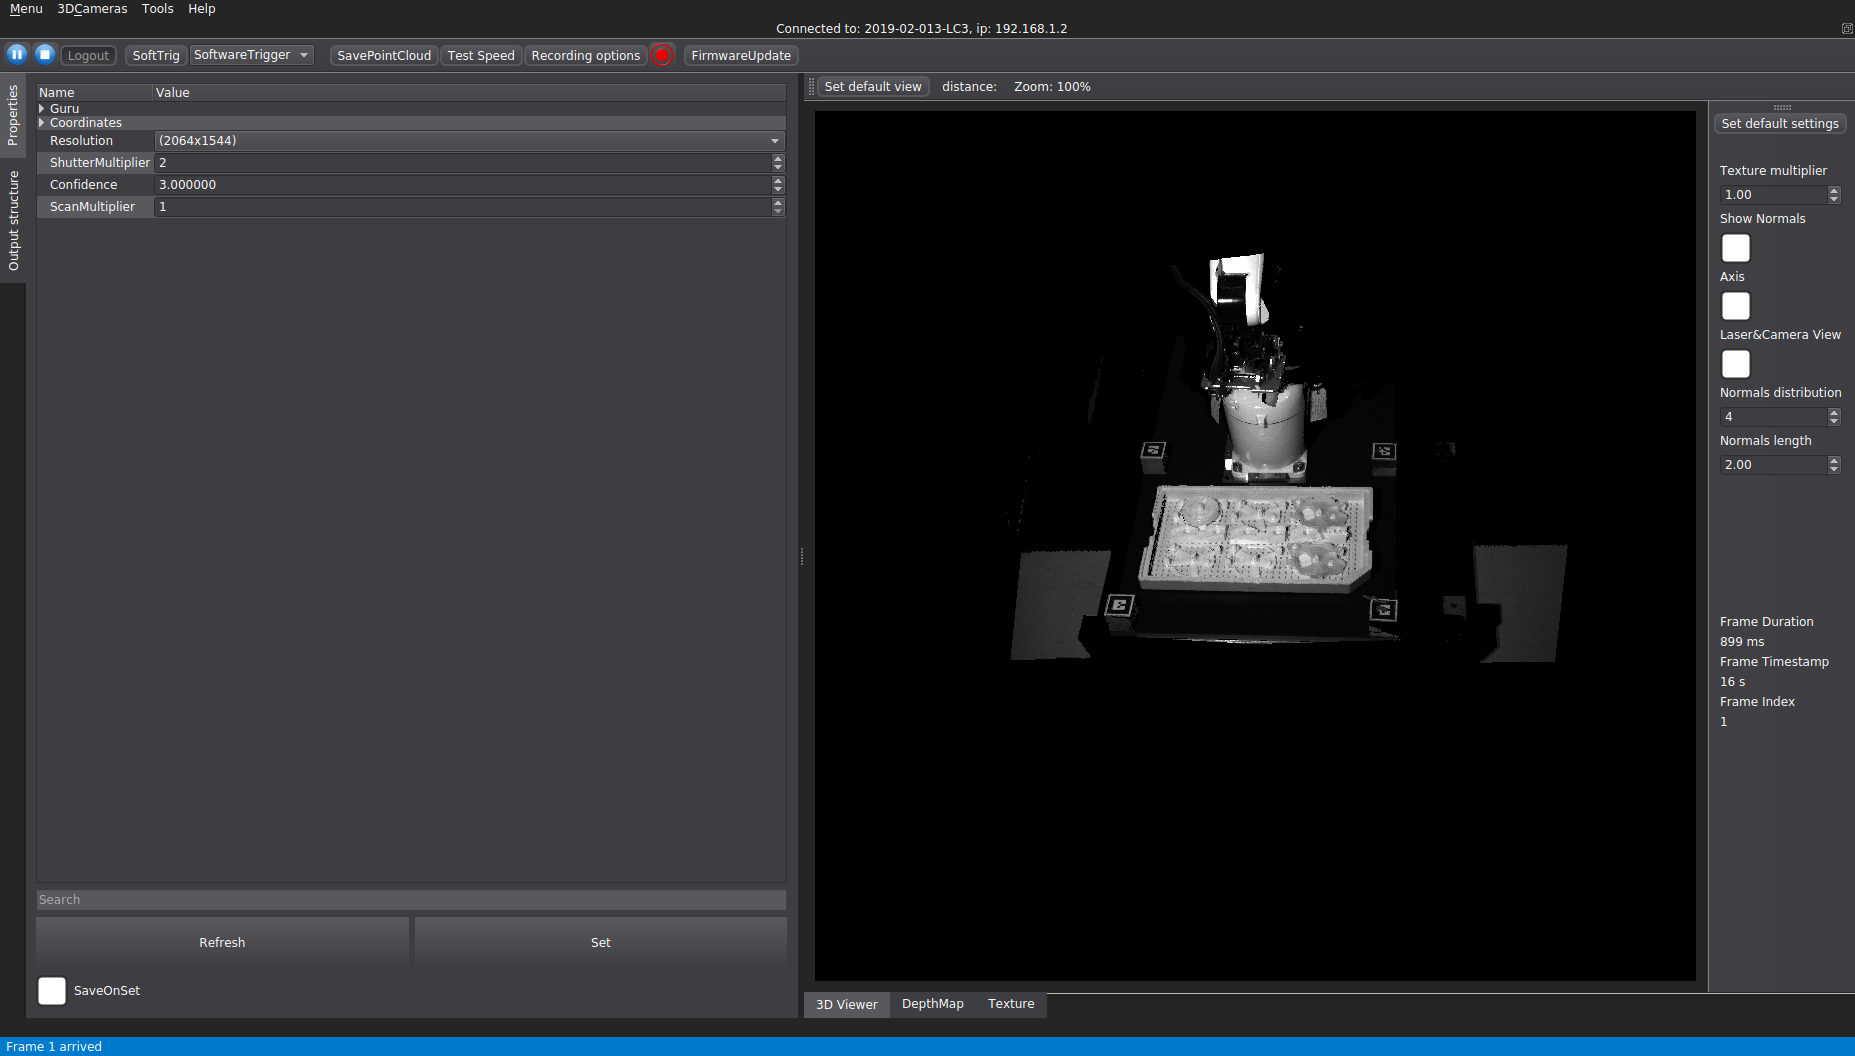 Menu 3DCameras Tools Help
Connected to: 2019-02-013-LC3, ip: 192.168.1.2
Logout SoftTrig SoftwareTrigger SavePointCloud Test Speed Recording options FirmwareUpdate
Properties
Output structure
Name Value
Guru
Coordinates
Resolution (2064x1544)
ShutterMultiplier 2
Confidence 3.000000
ScanMultiplier 1
Search
Refresh Set
SaveOnSet
Set default view distance: Zoom: 100%
3D Viewer DepthMap Texture
Set default settings
Texture multiplier
1.00
Show Normals
Axis
Laser&Camera View
Normals distribution
4
Normals length
2.00
Frame Duration
899 ms
Frame Timestamp
16 s
Frame Index
1
Frame 1 arrived